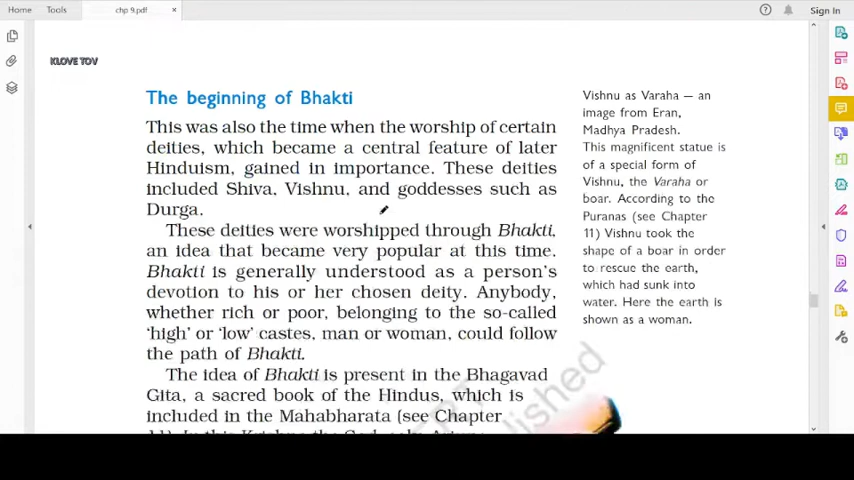 Home
Tools
chp 9.pdf
×
Sign In
KLOVE TOV
The beginning of Bhakti
This was also the time when the worship of certain
deities, which became a central feature of later
Hinduism, gained in importance. These deities
included Shiva, Vishnu, and goddesses such as
Durga.
These deities were worshipped through Bhakti,
an idea that became very popular at this time.
Bhakti is generally understood as a person's
devotion to his or her chosen deity. Anybody,
whether rich or poor, belonging to the so-called
'high' or 'low' castes, man or woman, could follow
the path of Bhakti.
The idea of Bhakti is present in the Bhagavad
Gita, a sacred book of the Hindus, which is
included in the Mahabharata (see Chapter
11). In this Krishna the God, asks Arjuna
Vishnu as Varaha — an
image from Eran,
Madhya Pradesh.
This magnificent statue is
of a special form of
Vishnu, the Varaha or
boar. According to the
Puranas (see Chapter
11) Vishnu took the
shape of a boar in order
to rescue the earth,
which had sunk into
water. Here the earth is
shown as a woman.